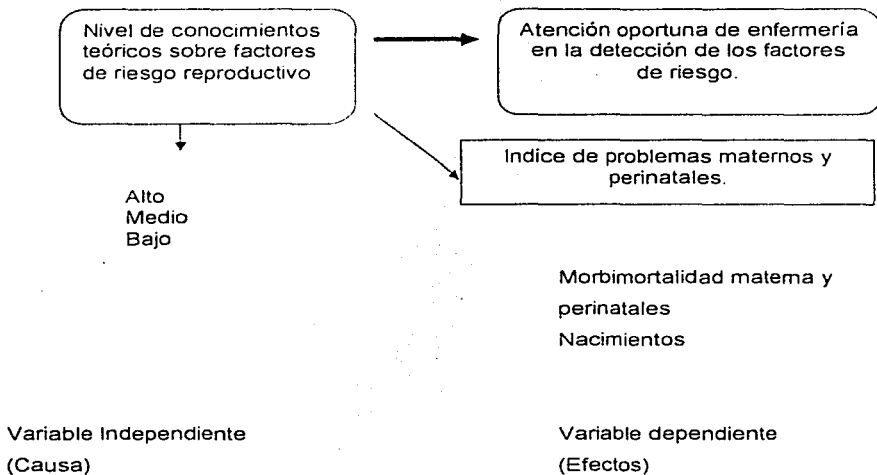 Nivel de conocimientos
teóricos sobre factores
de riesgo reproductivo
Atención oportuna de enfermería
en la detección de los factores
de riesgo.
Indice de problemas maternos y
perinatales.
Alto
Medio
Bajo
Morbimortalidad materna y
perinatales
Nacimientos
Variable Independiente
(Causa)
Variable dependiente
(Efectos)